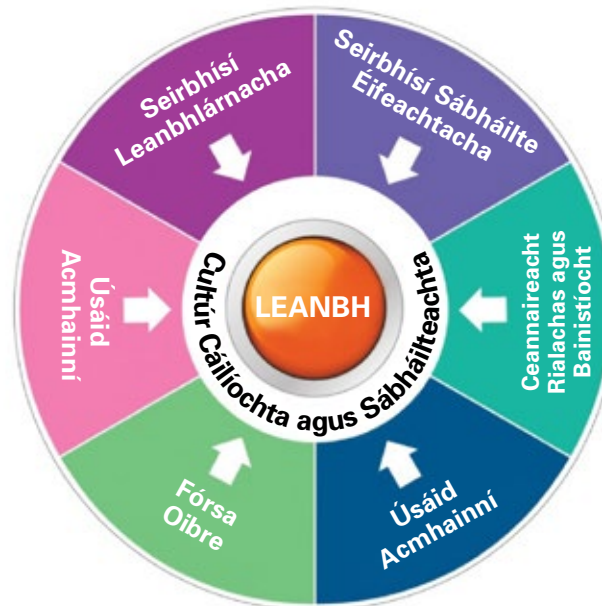 Seirbhísí
Leanbhlárnacha
Seirbhísí Sábháilte
Éifeachtacha
Ceannaireacht
Rialachas agus
Bainistíocht
Úsáid
Acmhainní
Fórsa
Oibre
Úsáid
Acmhainní
Cultúr Cáilíochta agus Sábháilteachta
LEANBH